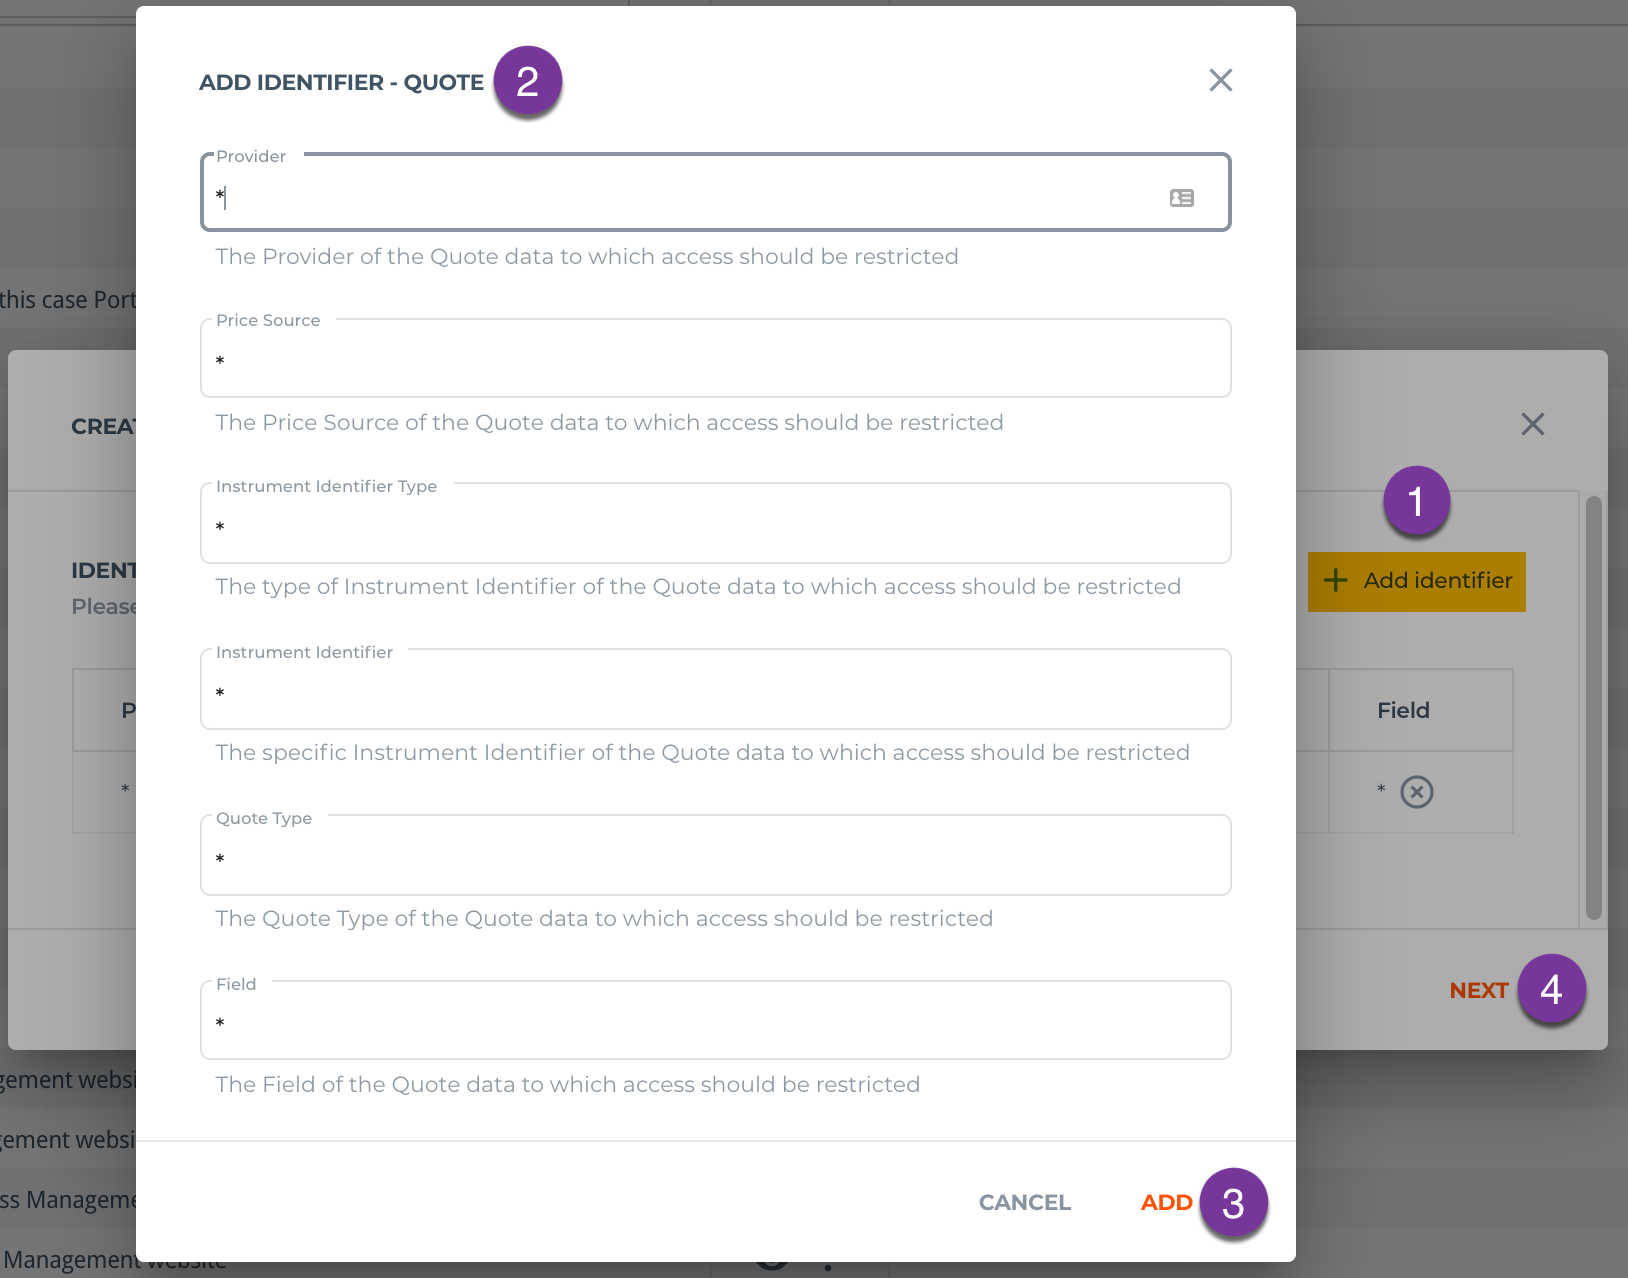 ADD IDENTIFIER - QUOTE 2
Provider
*
The Provider of the Quote data to which access should be restricted
Price Source
*
The Price Source of the Quote data to which access should be restricted
Instrument Identifier Type
*
The type of Instrument Identifier of the Quote data to which access should be restricted
Instrument Identifier
*
The specific Instrument Identifier of the Quote data to which access should be restricted
Quote Type
*
The Quote Type of the Quote data to which access should be restricted
Field
*
The Field of the Quote data to which access should be restricted
CANCEL ADD 3
this case Port
CREAT
1
IDENT
Please
+ Add identifier
P Field
* *
NEXT 4
gement websi
gement websi
ss Manageme
Management website